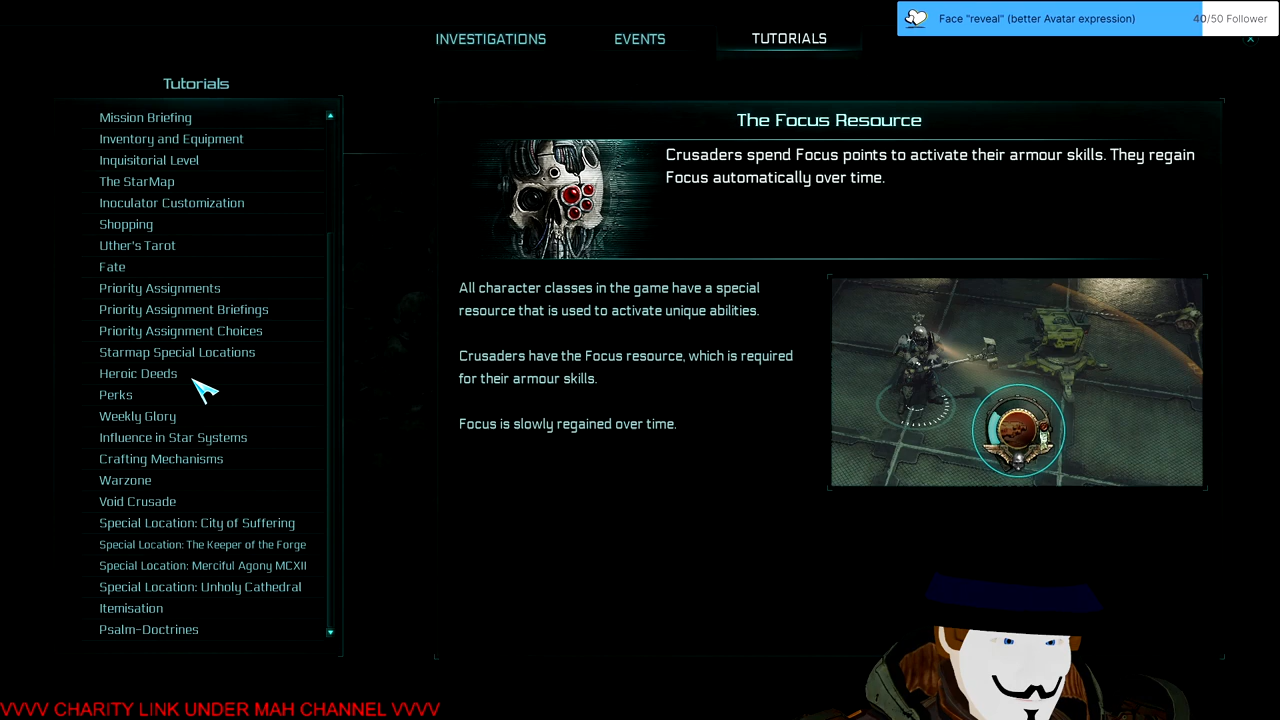 Face "reveal" (better Avatar expression)
40/50 Follower
INVESTIGATIONS
EVENTS
TUTORIALS
Tutorials
Mission Briefing
Inventory and Equipment
Inquisitorial Level
The StarMap
Inoculator Customization
Shopping
Uther's Tarot
Fate
Priority Assignments
Priority Assignment Briefings
Priority Assignment Choices
Starmap Special Locations
Heroic Deeds
Perks
Weekly Glory
Influence in Star Systems
Crafting Mechanisms
Warzone
Void Crusade
Special Location: City of Suffering
Special Location: The Keeper of the Forge
Special Location: Merciful Agony MCXII
Special Location: Unholy Cathedral
Itemisation
Psalm-Doctrines
The Focus Resource
Crusaders spend Focus points to activate their armour skills. They regain
Focus automatically over time.
All character classes in the game have a special
resource that is used to activate unique abilities.
Crusaders have the Focus resource, which is required
for their armour skills.
Focus is slowly regained over time.
VVVV CHARITY LINK UNDER MAH CHANNEL VVVV